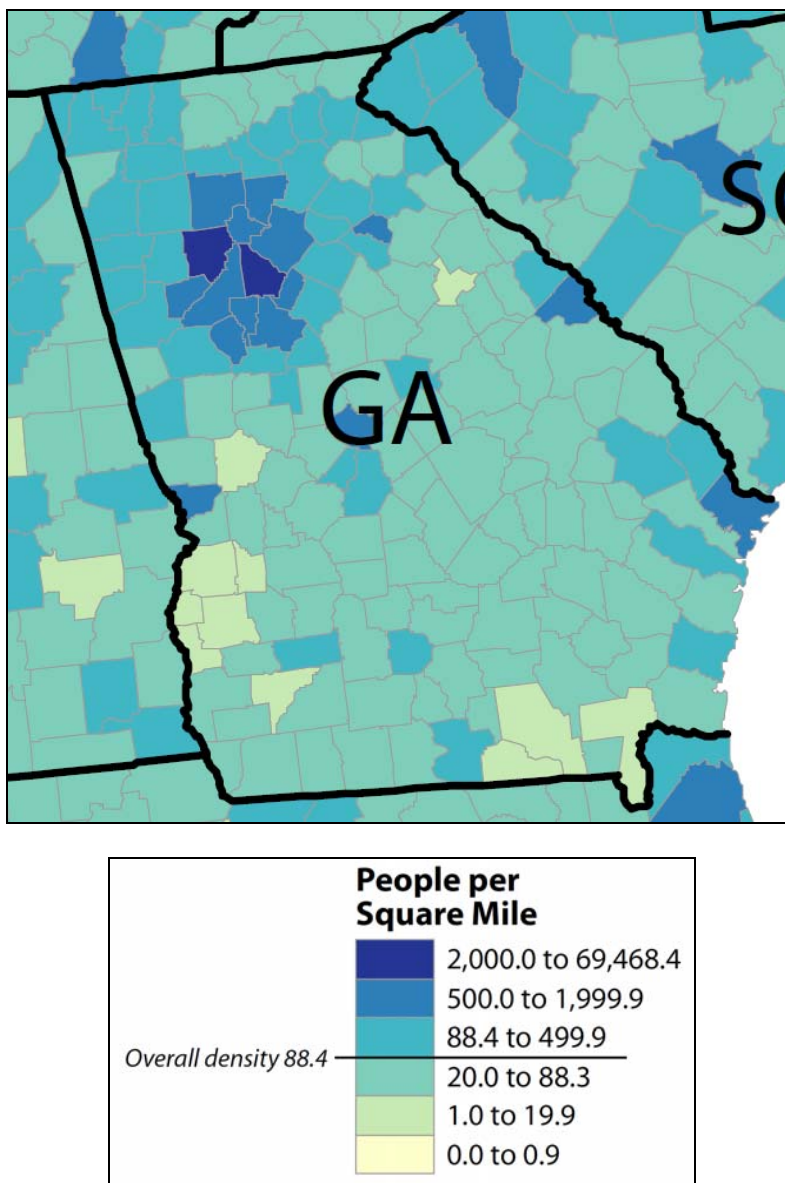 SC
GA
People per
Square Mile
2,000.0 to 69,468.4
500.0 to 1,999.9
88.4 to 499.9
Overall density 88.4
20.0 to 88.3
1.0 to 19.9
0.0 to 0.9